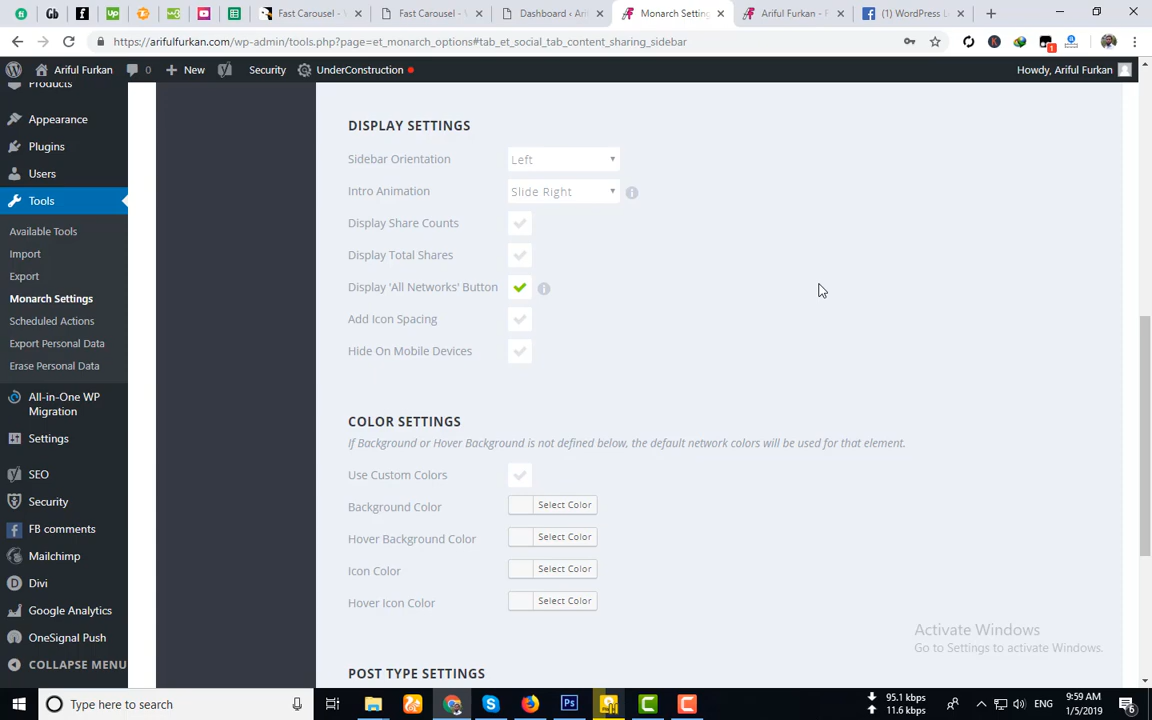 Fast Carousel - V
Fast Carousel - W
Dashboard ‹ Arif
Monarch Setting
Ariful Furkan - F
(1) WordPress L
https://arifulfurkan.com/wp-admin/tools.php?page=et_monarch_options#tab_et_social_tab_content_sharing_sidebar
Ariful Furkan
0
New
Security
UnderConstruction
Howdy, Ariful Furkan
Products
Appearance
Plugins
Users
Tools
Available Tools
Import
Export
Monarch Settings
Scheduled Actions
Export Personal Data
Erase Personal Data
All-in-One WP
Migration
Settings
SEO
Security
FB comments
Mailchimp
Divi
Google Analytics
OneSignal Push
COLLAPSE MENU
DISPLAY SETTINGS
Sidebar Orientation
Left
Intro Animation
Slide Right
Display Share Counts
Display Total Shares
Display 'All Networks' Button
Add Icon Spacing
Hide On Mobile Devices
COLOR SETTINGS
If Background or Hover Background is not defined below, the default network colors will be used for that element.
Use Custom Colors
Background Color
Select Color
Hover Background Color
Select Color
Icon Color
Select Color
Hover Icon Color
Select Color
POST TYPE SETTINGS
Activate Windows
Go to Settings to activate Windows.
Type here to search
95.1 kbps
11.6 kbps
ENG
9:59 AM
1/5/2019
6